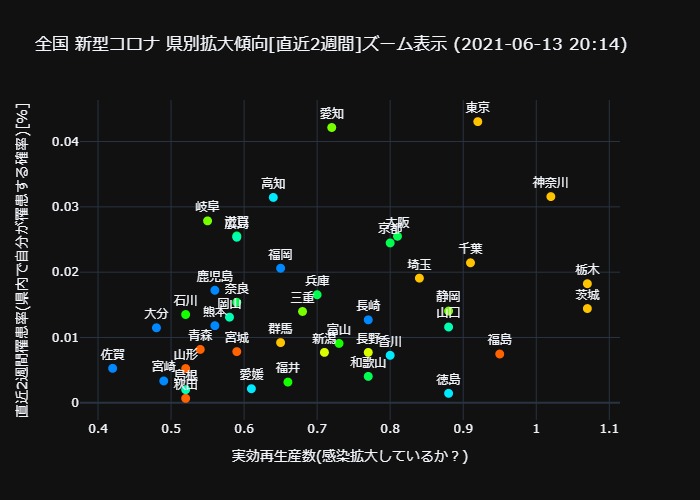 全国 新型コロナ 県別拡大傾向[直近2週間]ズーム表示 (2021-06-13 20:14)
直近2週間罹患率(県内で自分が罹患する確率)[%]
0.04
0.03
0.02
0.01
0
東京
愛知
神奈川
高知
岐阜
広島
大阪
京都
福岡
千葉
埼玉
栃木
鹿児島
奈良
兵庫
茨城
石川
岡山
三重
静岡
大分
熊本
長崎
山口
青森
宮城
群馬
新潟
富山
長野
香川
福島
佐賀
山形
和歌山
宮崎
島根
秋田
愛媛
福井
徳島
0.4
0.5
0.6
0.7
0.8
0.9
1
1.1
実効再生産数(感染拡大しているか？)